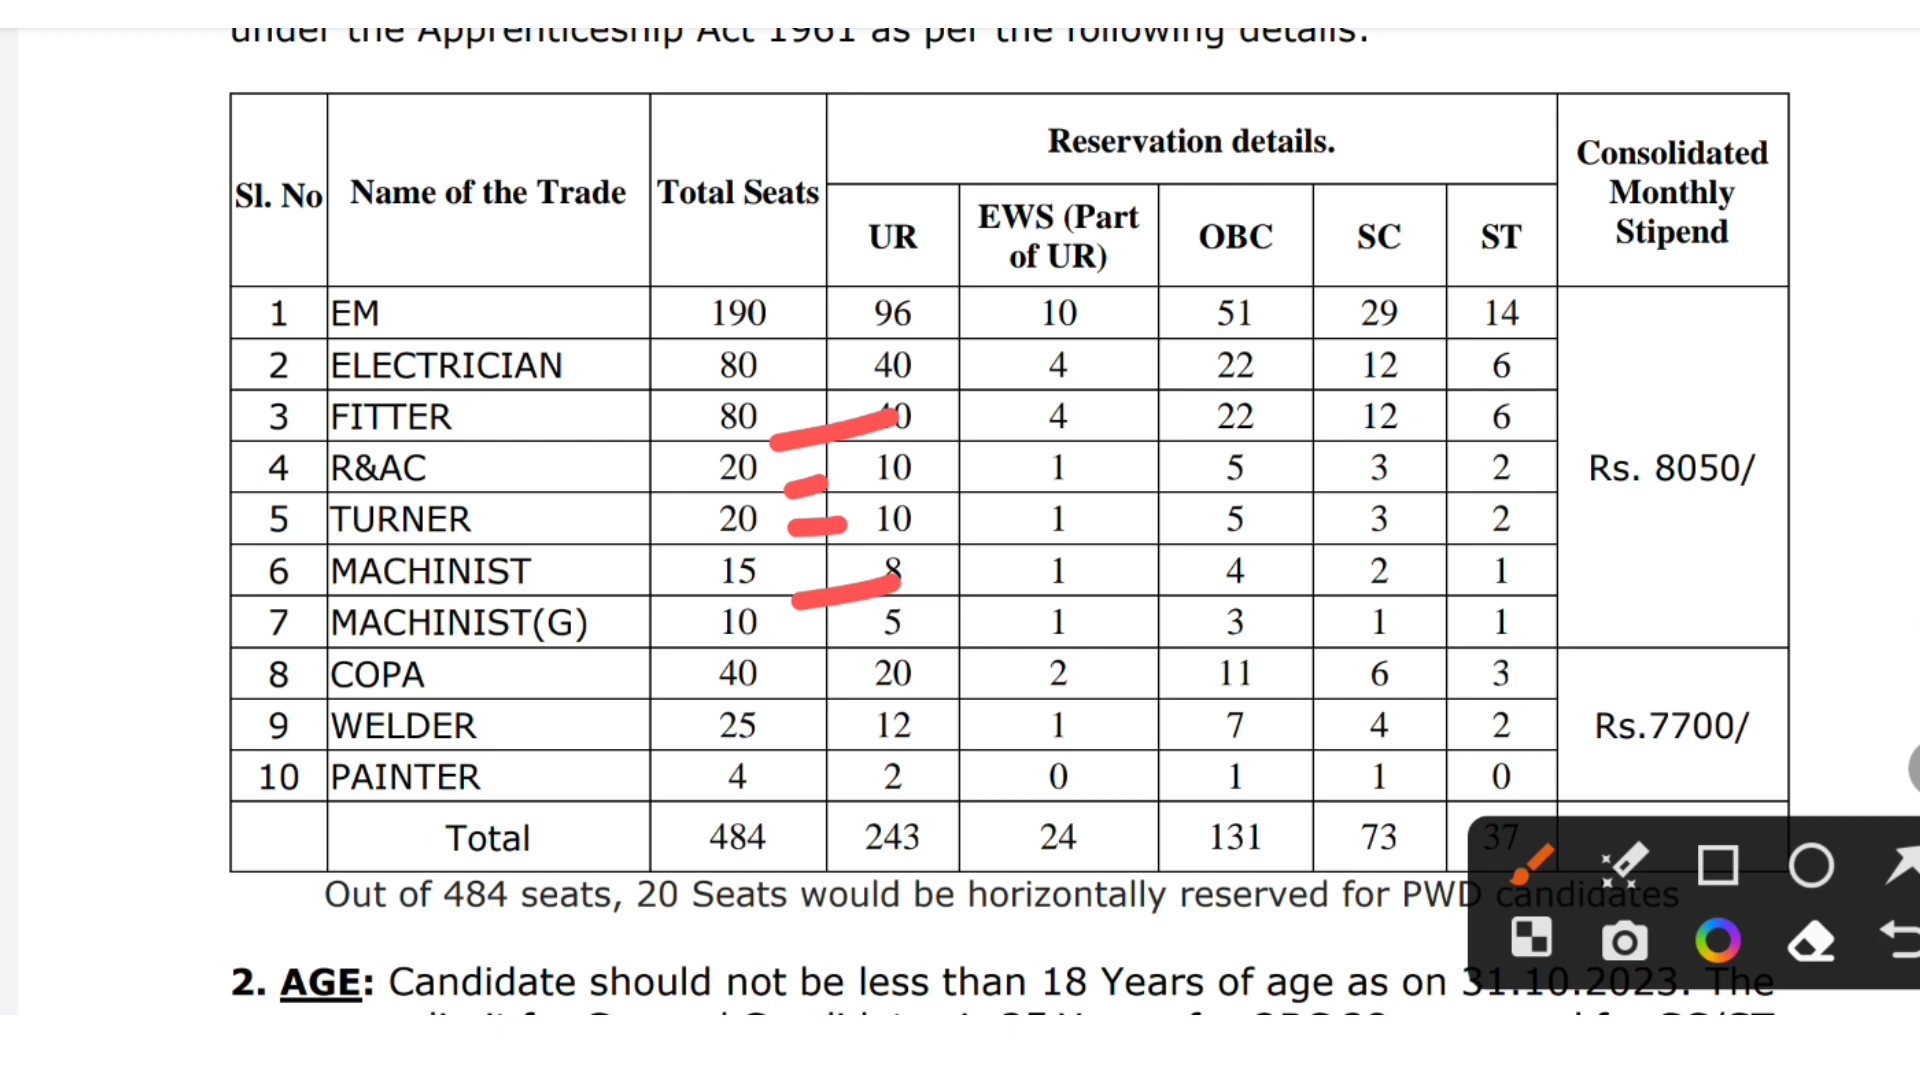 under the Apprenticeship Act 1961 as per the following details.
Sl. No Name of the Trade Total Seats Reservation details. Consolidated Monthly Stipend
UR EWS (Part of UR) OBC SC ST
1 EM 190 96 10 51 29 14
2 ELECTRICIAN 80 40 4 22 12 6
3 FITTER 80 40 4 22 12 6
4 R&AC 20 10 1 5 3 2 Rs. 8050/
5 TURNER 20 10 1 5 3 2
6 MACHINIST 15 8 1 4 2 1
7 MACHINIST(G) 10 5 1 3 1 1
8 COPA 40 20 2 11 6 3
9 WELDER 25 12 1 7 4 2 Rs.7700/
10 PAINTER 4 2 0 1 1 0
Total 484 243 24 131 73 37
Out of 484 seats, 20 Seats would be horizontally reserved for PWD candidates
2. AGE: Candidate should not be less than 18 Years of age as on 31.10.2023. The